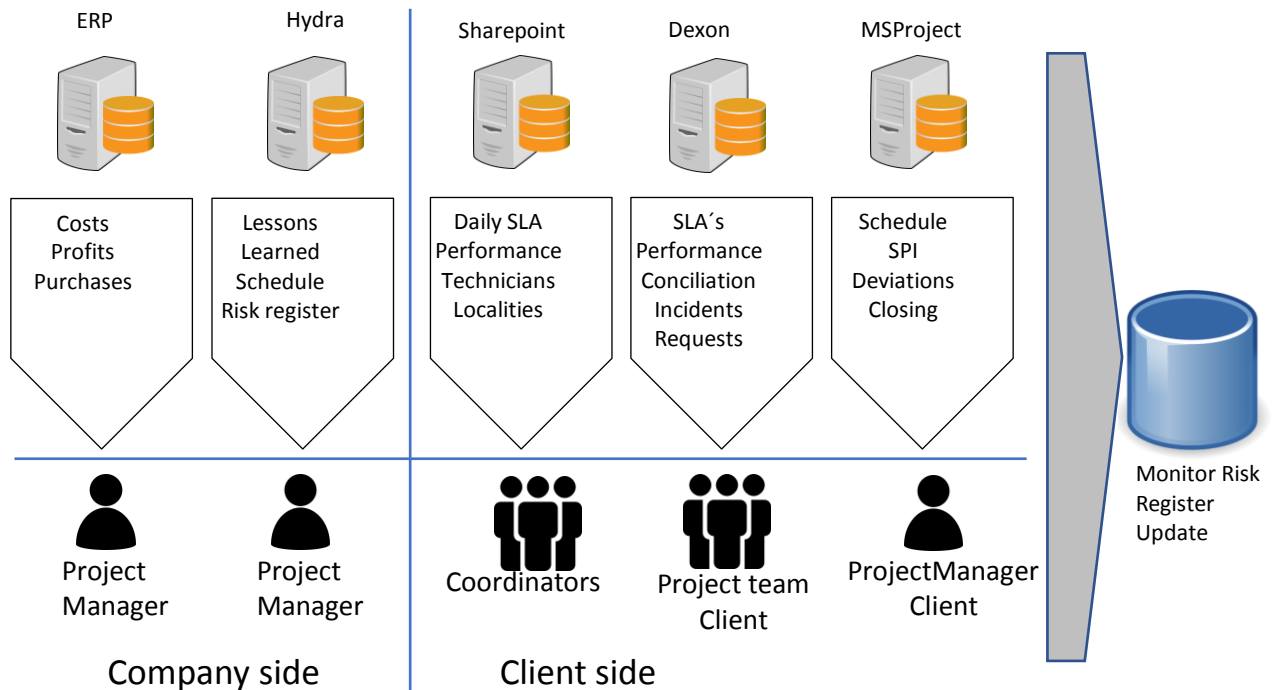 ERP
Hydra
Sharepoint
Dexon
MSProject
Costs
Profits
Purchases
Lessons
Learned
Schedule
Risk register
Daily SLA
Performance
Technicians
Localities
SLA´s
Performance
Conciliation
Incidents
Requests
Schedule
SPI
Deviations
Closing
Monitor Risk
Register
Update
Project
Manager
Project
Manager
Coordinators
Project team
Client
ProjectManager
Client
Company side
Client side